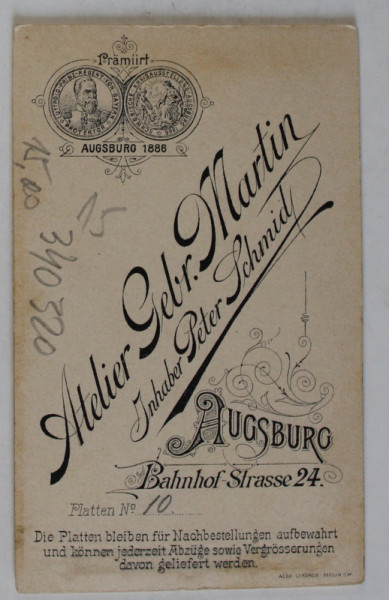 Prämiirt
AUGSBURG 1886
15,00
15
340 320
Atelier Gebr. Martin
Inhaber Peter Schmid
AUGSBURG
Bahnhof-Strasse 24.
Platten No 10.
Die Platten bleiben für Nachbestellungen aufbewahrt
und können jederzeit Abzüge sowie Vergrösserungen
davon geliefert werden.